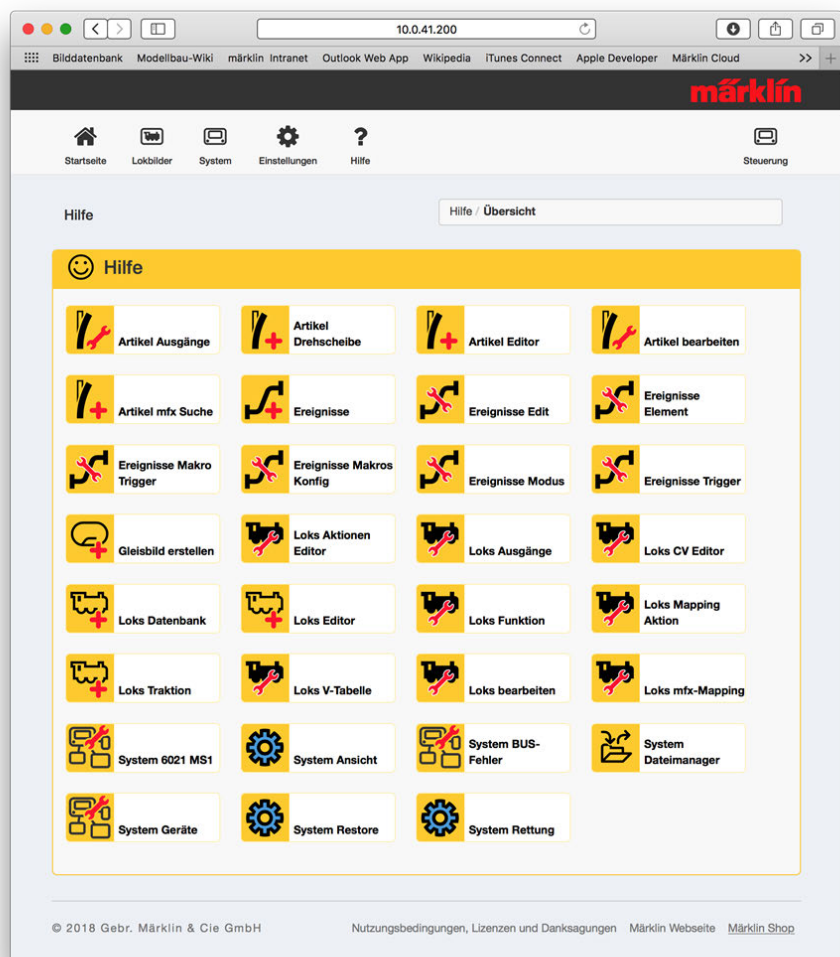 10.0.41.200
Bilddatenbank Modellbau-Wiki märklin Intranet Outlook Web App Wikipedia iTunes Connect Apple Developer Märklin Cloud >> +
märklin
Startseite Lokbilder System Einstellungen Hilfe Steuerung
Hilfe
Hilfe / Übersicht
Hilfe
Artikel Ausgänge
Artikel
Drehscheibe
Artikel Editor
Artikel bearbeiten
Artikel mfx Suche
Ereignisse
Ereignisse Edit
Ereignisse
Element
Ereignisse Makro
Trigger
Ereignisse Makros
Konfig
Ereignisse Modus
Ereignisse Trigger
Gleisbild erstellen
Loks Aktionen
Editor
Loks Ausgänge
Loks CV Editor
Loks Datenbank
Loks Editor
Loks Funktion
Loks Mapping
Aktion
Loks Traktion
Loks V-Tabelle
Loks bearbeiten
Loks mfx-Mapping
System 6021 MS1
System Ansicht
System BUS-
Fehler
System
Dateimanager
System Geräte
System Restore
System Rettung
© 2018 Gebr. Märklin & Cie GmbH
Nutzungsbedingungen, Lizenzen und Danksagungen Märklin Webseite Märklin Shop